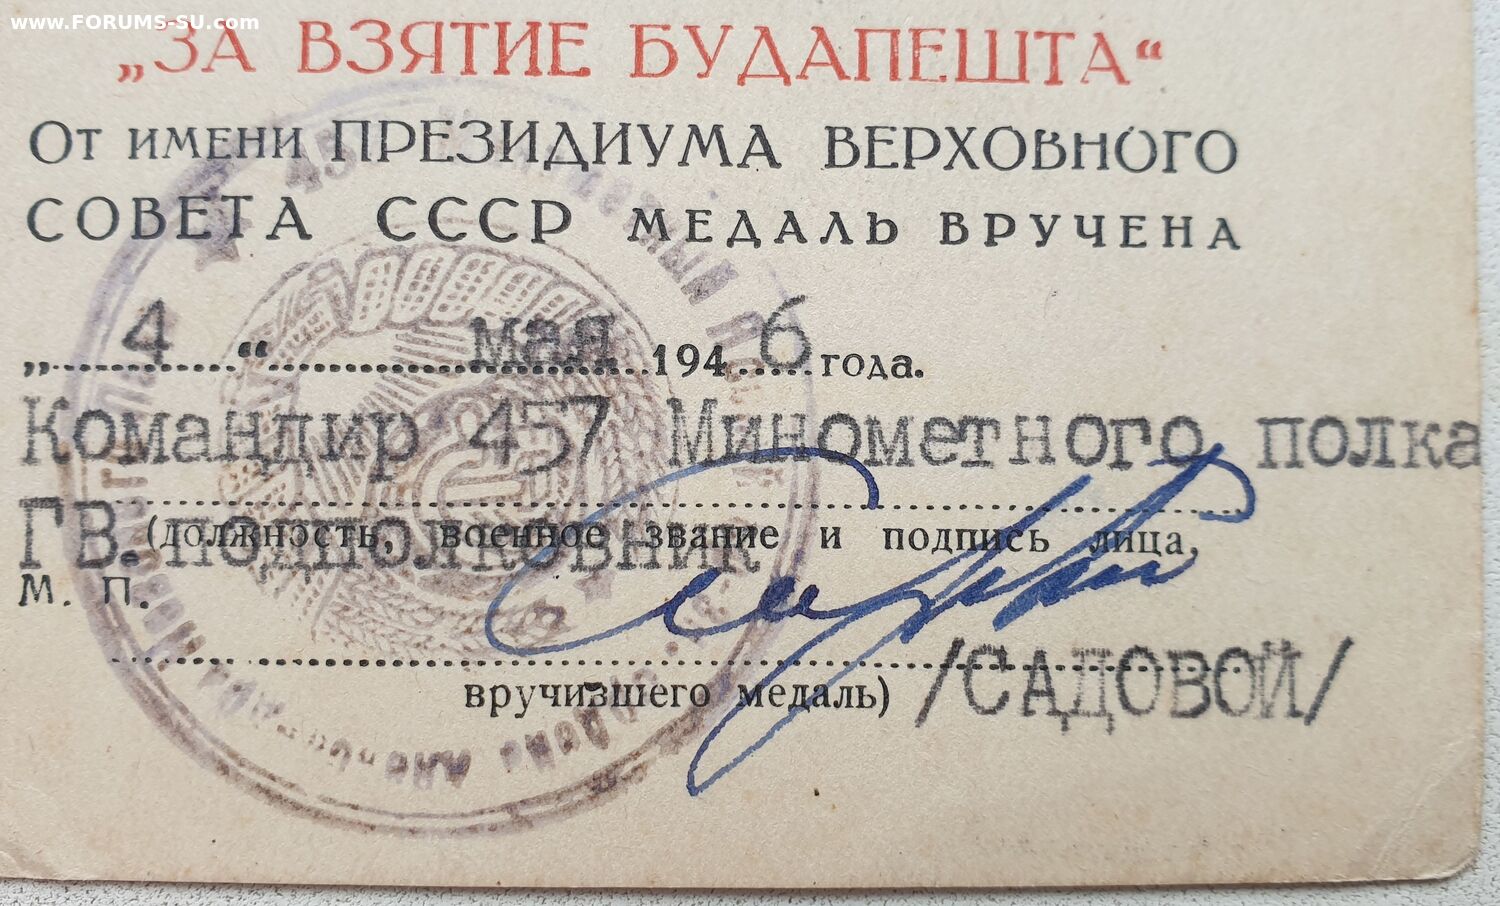 www.FORUMS-SU.com
„ЗА ВЗЯТИЕ БУДАПЕШТА“
От имени ПРЕЗИДИУМА ВЕРХОВНОГО
СОВЕТА СССР МЕДАЛЬ ВРУЧЕНА
„ 4 “ мая 194 6 года.
Командир 457 Минометного полка
ГВ. подполковник
(должность, военное звание и подпись лица,
М. П.
вручившего медаль) /САДОВОЙ/